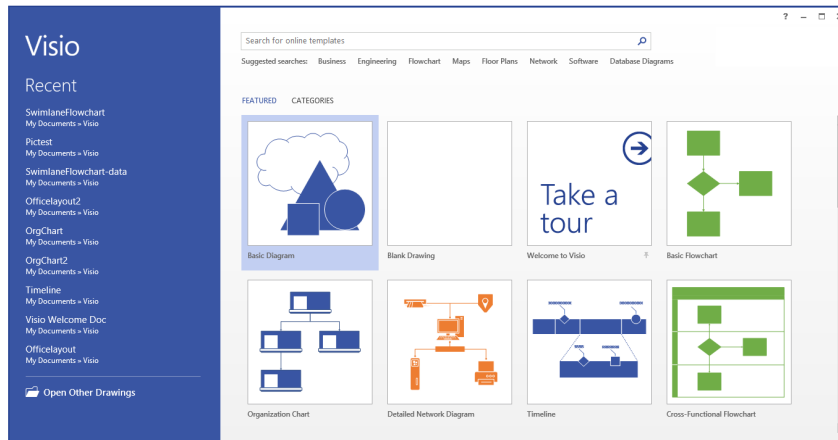 ?
Visio
Recent
SwimlaneFlowchart
My Documents » Visio
Pictest
My Documents » Visio
SwimlaneFlowchart-data
My Documents » Visio
Officelayout2
My Documents » Visio
OrgChart
My Documents » Visio
OrgChart2
My Documents » Visio
Timeline
My Documents » Visio
Visio Welcome Doc
My Documents » Visio
Officelayout
My Documents » Visio
Open Other Drawings
Search for online templates
Suggested searches: Business Engineering Flowchart Maps Floor Plans Network Software Database Diagrams
FEATURED CATEGORIES
Take a
tour
Basic Diagram Blank Drawing Welcome to Visio Basic Flowchart
Organization Chart Detailed Network Diagram Timeline Cross-Functional Flowchart